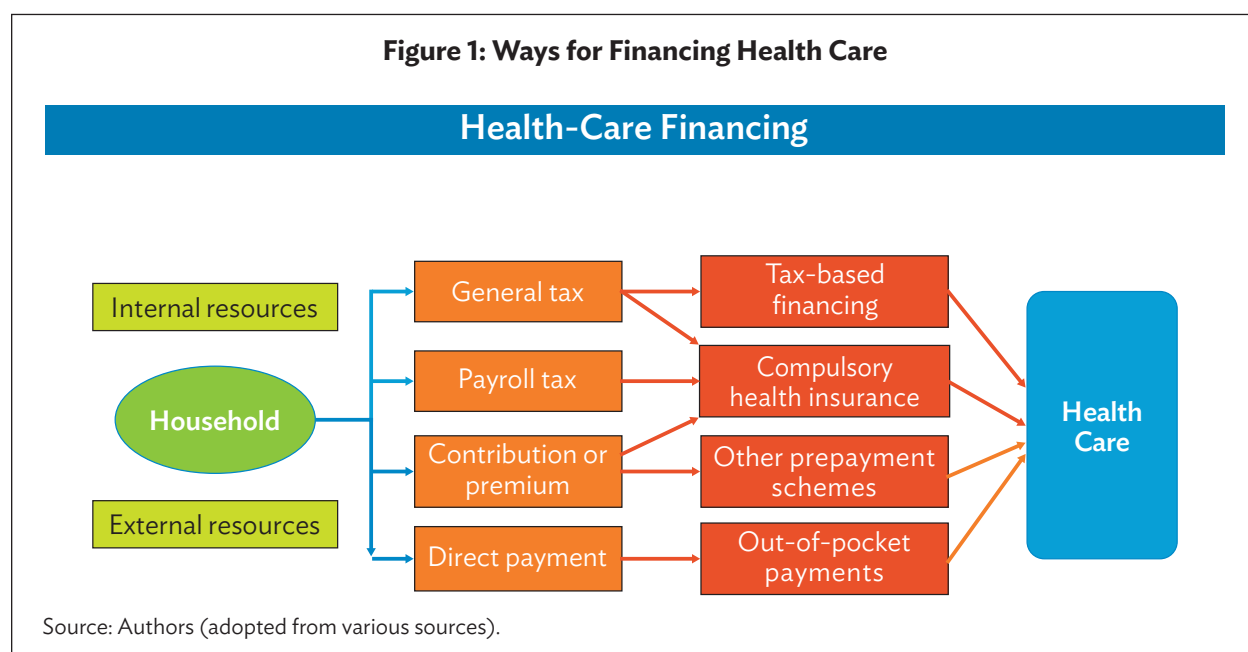 Figure 1: Ways for Financing Health Care
Health-Care Financing
Internal resources
Household
External resources
General tax
Payroll tax
Contribution or
premium
Direct payment
Tax-based
financing
Compulsory
health insurance
Other prepayment
schemes
Out-of-pocket
payments
Health
Care
Source: Authors (adopted from various sources).